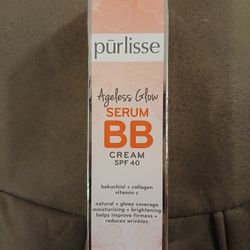 pūrlisse
Ageless Glow
SERUM
BB
CREAM
SPF 40
bakuchiol + collagen
vitamin c
natural + glowy coverage
moisturizing + brightening
helps improve firmness +
reduces wrinkles